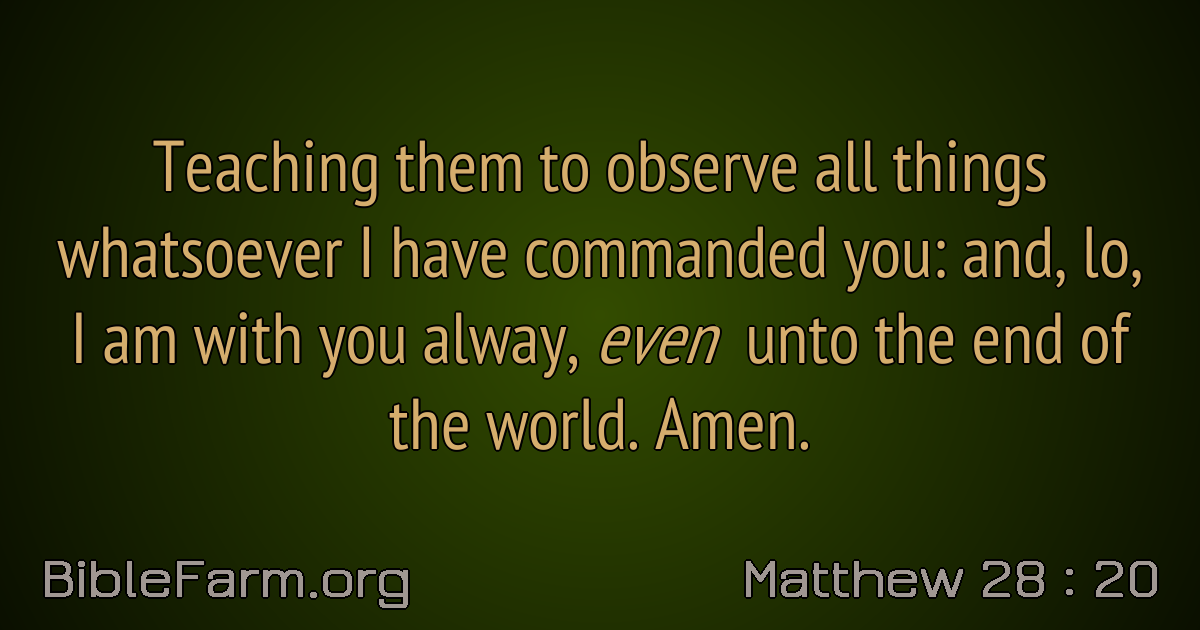 Teaching them to observe all things
whatsoever I have commanded you: and, lo,
I am with you alway, even unto the end of
the world. Amen.
BibleFarm.org
Matthew 28 : 20